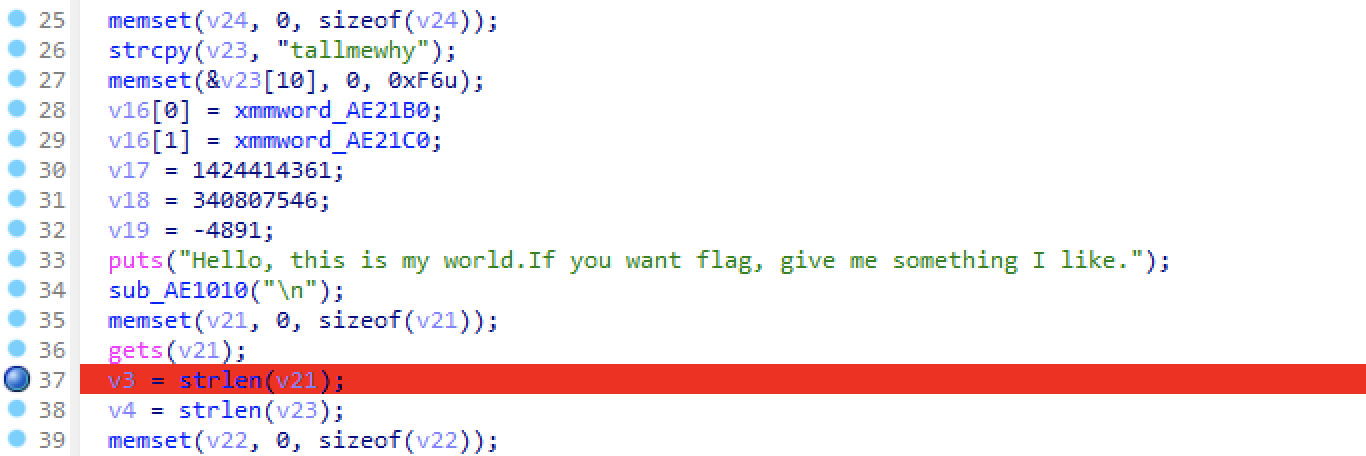 25 memset(v24, 0, sizeof(v24));
26 strcpy(v23, "tallmewhy");
27 memset(&v23[10], 0, 0xF6u);
28 v16[0] = xmmword_AE21B0;
29 v16[1] = xmmword_AE21C0;
30 v17 = 1424414361;
31 v18 = 340807546;
32 v19 = -4891;
33 puts("Hello, this is my world.If you want flag, give me something I like.");
34 sub_AE1010("\n");
35 memset(v21, 0, sizeof(v21));
36 gets(v21);
37 v3 = strlen(v21);
38 v4 = strlen(v23);
39 memset(v22, 0, sizeof(v22));